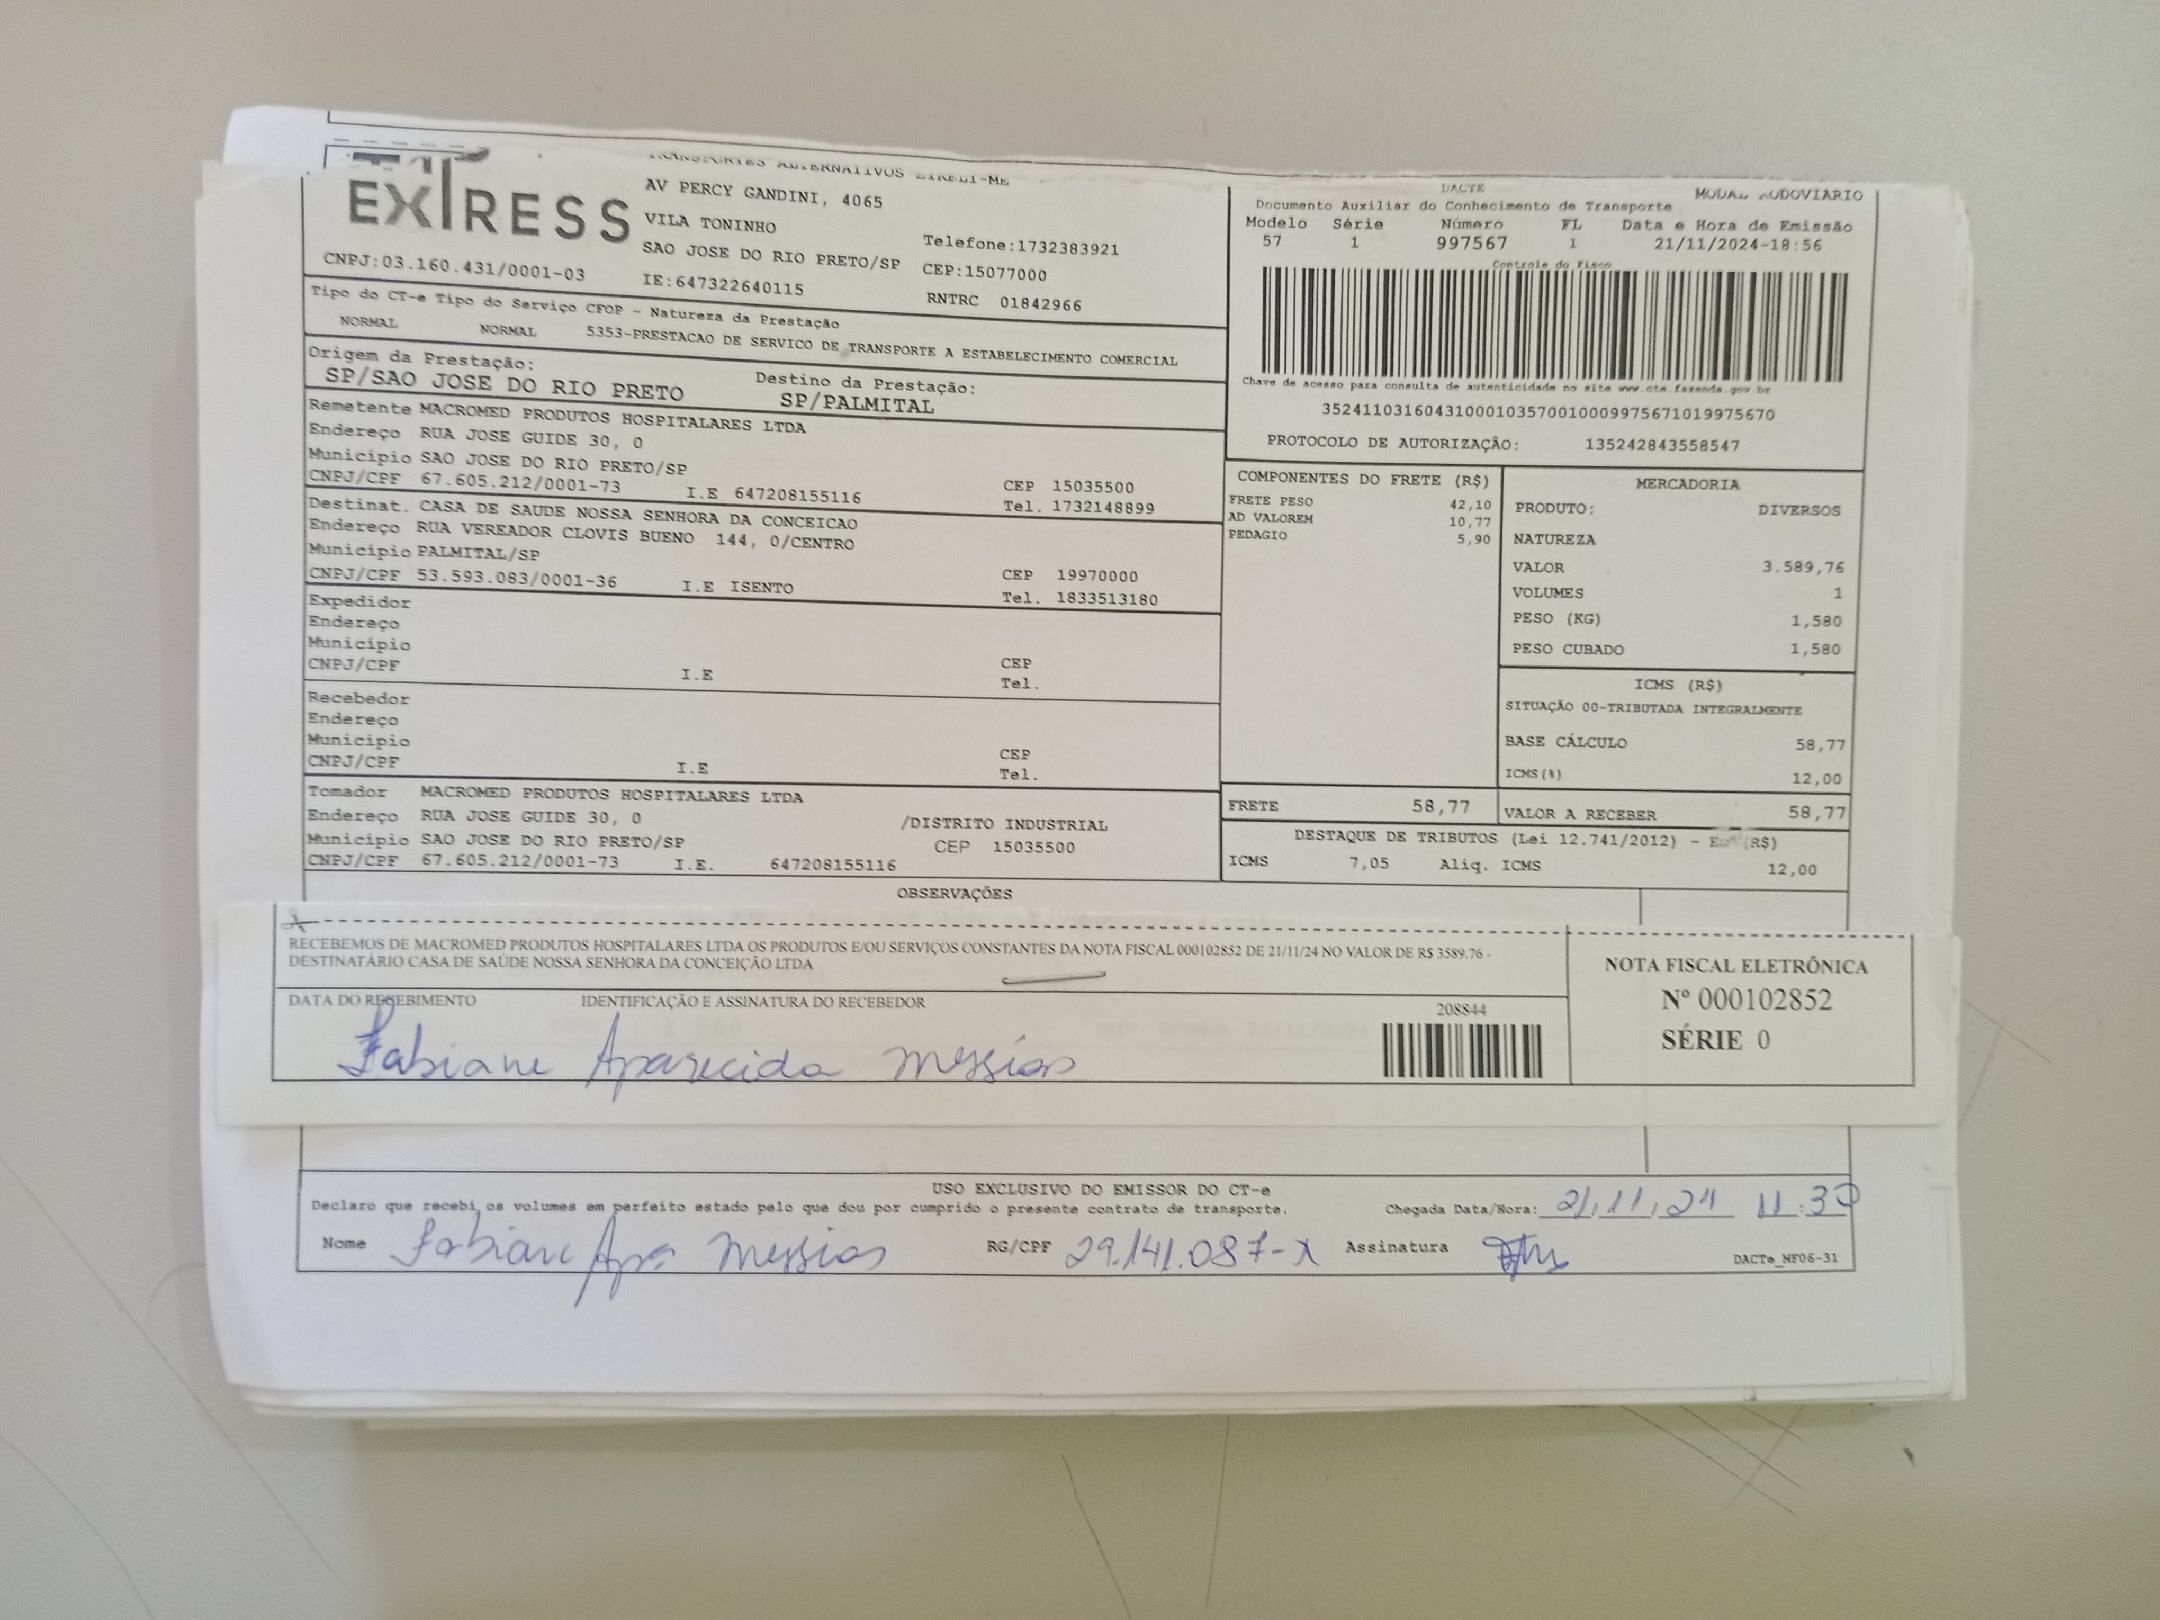 EXTRESS
TRANSPORTES ALTERNATIVOS EIRELI-ME
AV PERCY GANDINI, 4065
VILA TONINHO
SAO JOSE DO RIO PRETO/SP
Telefone:1732383921
CEP:15077000
CNPJ:03.160.431/0001-03
IE:647322640115
RNTRC 01842966
DACTE
MODAL RODOVIÁRIO
Documento Auxiliar do Conhecimento de Transporte
Modelo Série Número FL Data e Hora de Emissão
57 1 997567 1 21/11/2024-18:56
Controle do Fisco
Chave de acesso para consulta de autenticidade no site www.cte.fazenda.gov.br
35241103160431000103570010009975671019975670
PROTOCOLO DE AUTORIZAÇÃO: 135242843558547
Tipo do CT-e Tipo do Serviço CFOP - Natureza da Prestação
NORMAL NORMAL 5353-PRESTACAO DE SERVICO DE TRANSPORTE A ESTABELECIMENTO COMERCIAL
Origem da Prestação:
SP/SAO JOSE DO RIO PRETO
Destino da Prestação:
SP/PALMITAL
Remetente MACROMED PRODUTOS HOSPITALARES LTDA
Endereço RUA JOSE GUIDE 30, 0
Município SAO JOSE DO RIO PRETO/SP
CEP 15035500
CNPJ/CPF 67.605.212/0001-73 I.E 647208155116
Tel. 1732148899
Destinat. CASA DE SAUDE NOSSA SENHORA DA CONCEICAO
Endereço RUA VEREADOR CLOVIS BUENO 144, 0/CENTRO
Município PALMITAL/SP
CEP 19970000
CNPJ/CPF 53.593.083/0001-36 I.E ISENTO
Tel. 1833513180
Expedidor
Endereço
Município
CEP
CNPJ/CPF I.E
Tel.
Recebedor
Endereço
Município
CEP
CNPJ/CPF I.E
Tel.
Tomador MACROMED PRODUTOS HOSPITALARES LTDA
Endereço RUA JOSE GUIDE 30, 0 /DISTRITO INDUSTRIAL
Município SAO JOSE DO RIO PRETO/SP CEP 15035500
CNPJ/CPF 67.605.212/0001-73 I.E. 647208155116
COMPONENTES DO FRETE (R$)
FRETE PESO 42,10
AD VALOREM 10,77
PEDAGIO 5,90
MERCADORIA
PRODUTO: DIVERSOS
NATUREZA
VALOR 3.589,76
VOLUMES 1
PESO (KG) 1,580
PESO CUBADO 1,580
ICMS (R$)
SITUAÇÃO 00-TRIBUTADA INTEGRALMENTE
BASE CÁLCULO 58,77
ICMS(%) 12,00
FRETE 58,77
VALOR A RECEBER 58,77
DESTAQUE DE TRIBUTOS (Lei 12.741/2012) - (R$)
ICMS 7,05 Aliq. ICMS 12,00
OBSERVAÇÕES
RECEBEMOS DE MACROMED PRODUTOS HOSPITALARES LTDA OS PRODUTOS E/OU SERVIÇOS CONSTANTES DA NOTA FISCAL 000102852 DE 21/11/24 NO VALOR DE R$ 3589.76 -
DESTINATÁRIO CASA DE SAÚDE NOSSA SENHORA DA CONCEIÇÃO LTDA
DATA DO RECEBIMENTO IDENTIFICAÇÃO E ASSINATURA DO RECEBEDOR
Fabiane Aparecida Messias
208844
NOTA FISCAL ELETRÔNICA
Nº 000102852
SÉRIE 0
USO EXCLUSIVO DO EMISSOR DO CT-e
Declaro que recebi os volumes em perfeito estado pelo que dou por cumprido o presente contrato de transporte.
Chegada Data/Hora: 21,11,24
Nome Fabiane Apa Messias RG/CPF 29.141.087-X Assinatura
DACTe_MF06-31